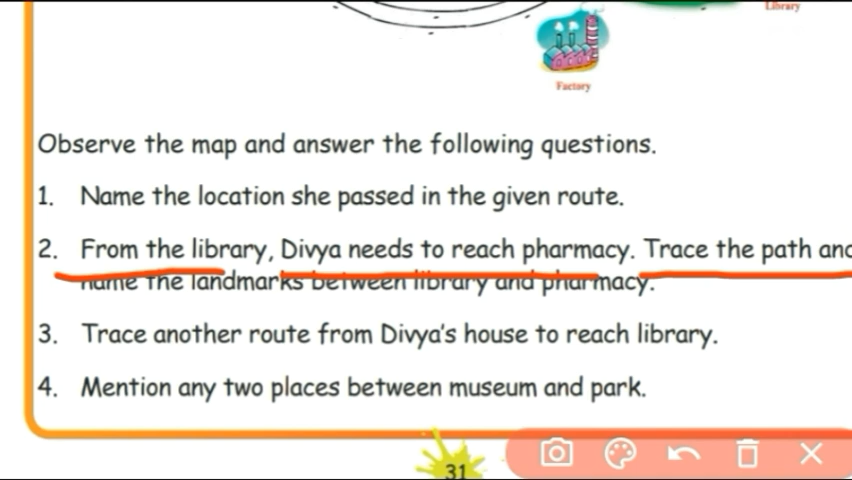 Library
Factory
Observe the map and answer the following questions.
1. Name the location she passed in the given route.
2. From the library, Divya needs to reach pharmacy. Trace the path and
name the landmarks between library and pharmacy.
3. Trace another route from Divya's house to reach library.
4. Mention any two places between museum and park.
31